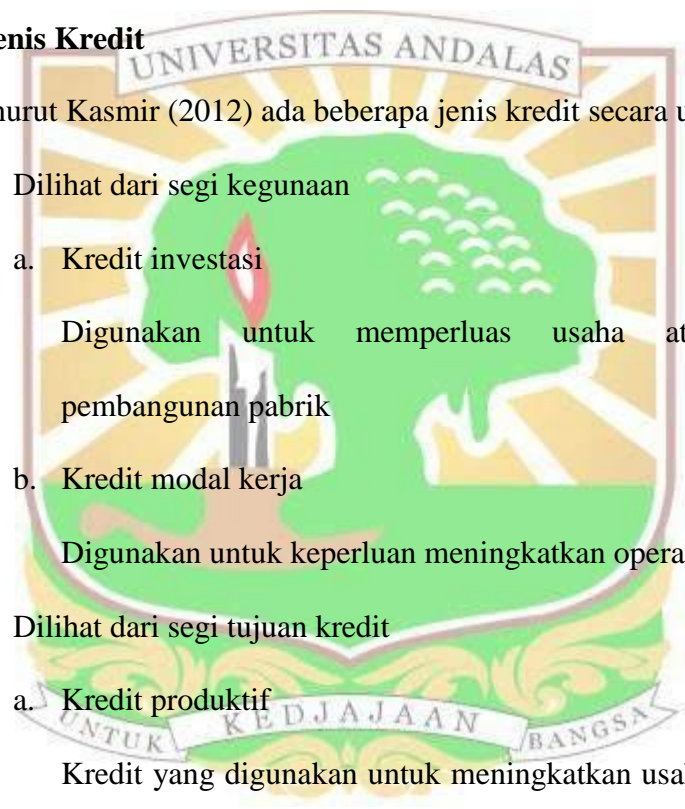 enis Kredit
UNIVERSITAS ANDALAS
nurut Kasmir (2012) ada beberapa jenis kredit secara u
Dilihat dari segi kegunaan
a. Kredit investasi
Digunakan untuk memperluas usaha at
pembangunan pabrik
b. Kredit modal kerja
Digunakan untuk keperluan meningkatkan opera
Dilihat dari segi tujuan kredit
a. Kredit produktif
UNTUK KEDJAJAAN BANGSA
Kredit yang digunakan untuk meningkatkan usa